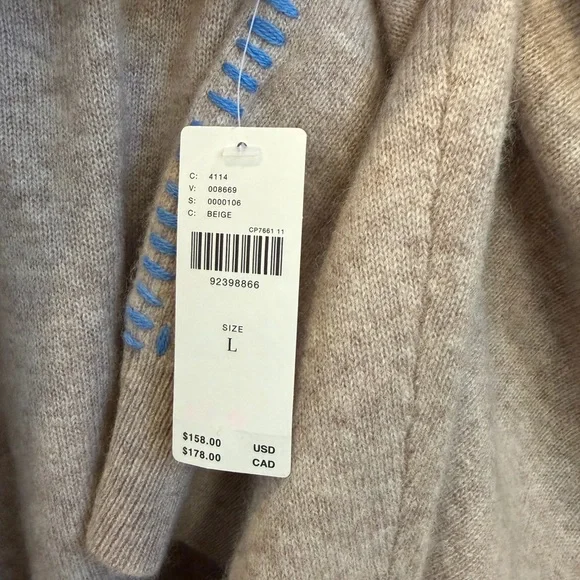 C: 4114
V: 008669
S: 0000106
C: BEIGE
CP7661 11
92398866
SIZE
L
$158.00 USD
$178.00 CAD